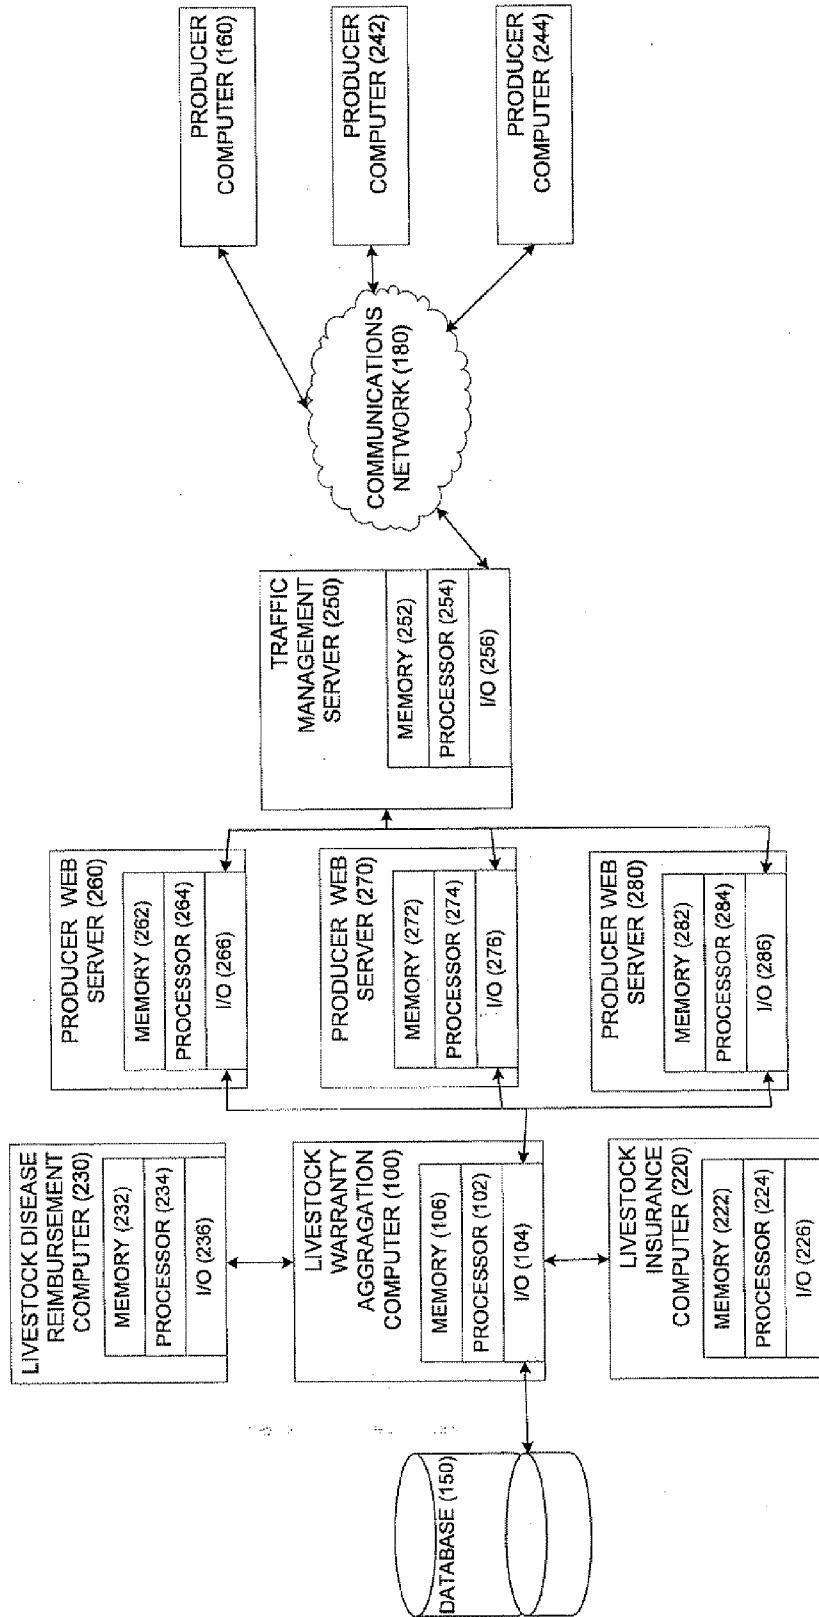 LIVESTOCK DISEASE
REIMBURSEMENT
COMPUTER (230)
MEMORY (232)
PROCESSOR (234)
I/O (236)
PRODUCER WEB
SERVER (260)
MEMORY (262)
PROCESSOR (264)
I/O (266)
PRODUCER
COMPUTER (160)
DATABASE (150)
LIVESTOCK
WARRANTY
AGGRAGATION
COMPUTER (100)
MEMORY (106)
PROCESSOR (102)
I/O (104)
PRODUCER WEB
SERVER (270)
MEMORY (272)
PROCESSOR (274)
I/O (276)
TRAFFIC
MANAGEMENT
SERVER (250)
MEMORY (252)
PROCESSOR (254)
I/O (256)
COMMUNICATIONS
NETWORK (180)
PRODUCER
COMPUTER (242)
LIVESTOCK
INSURANCE
COMPUTER (220)
MEMORY (222)
PROCESSOR (224)
I/O (226)
PRODUCER WEB
SERVER (280)
MEMORY (282)
PROCESSOR (284)
I/O (286)
PRODUCER
COMPUTER (244)